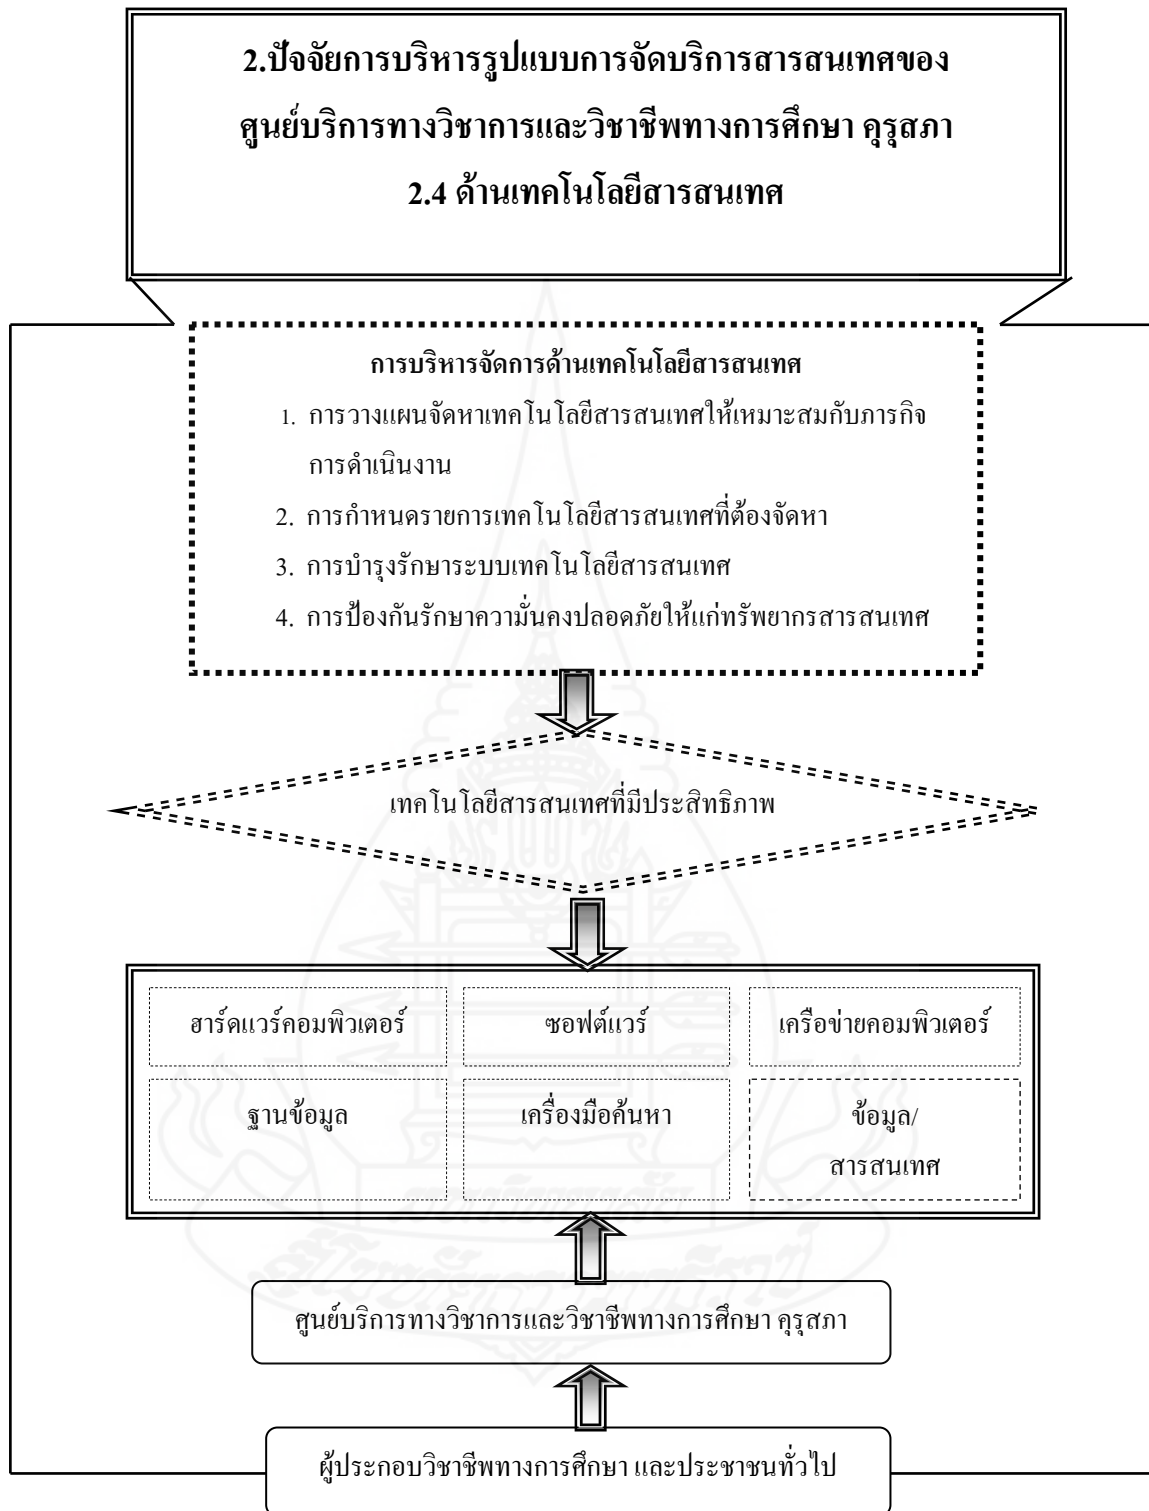 2.ปัจจัยการบริหารรูปแบบการจัดบริการสารสนเทศของ
ศูนย์บริการทางวิชาการและวิชาชีพทางการศึกษา คุรุสภา
2.4 ด้านเทคโนโลยีสารสนเทศ
การบริหารจัดการด้านเทคโนโลยีสารสนเทศ
1. การวางแผนจัดหาเทคโนโลยีสารสนเทศให้เหมาะสมกับภารกิจ
การดำเนินงาน
2. การกำหนดรายการเทคโนโลยีสารสนเทศที่ต้องจัดหา
3. การบำรุงรักษาระบบเทคโนโลยีสารสนเทศ
4. การป้องกันรักษาความั่นคงปลอดภัยให้แก่ทรัพยากรสารสนเทศ
เทคโนโลยีสารสนเทศที่มีประสิทธิภาพ
ฮาร์ดแวร์คอมพิวเตอร์
ซอฟต์แวร์
เครือข่ายคอมพิวเตอร์
ฐานข้อมูล
เครื่องมือค้นหา
ข้อมูล/
สารสนเทศ
มหาวิทยาลัย
สุโขทัยธรรมาธิราช
ศูนย์บริการทางวิชาการและวิชาชีพทางการศึกษา คุรุสภา
ผู้ประกอบวิชาชีพทางการศึกษา และประชาชนทั่วไป